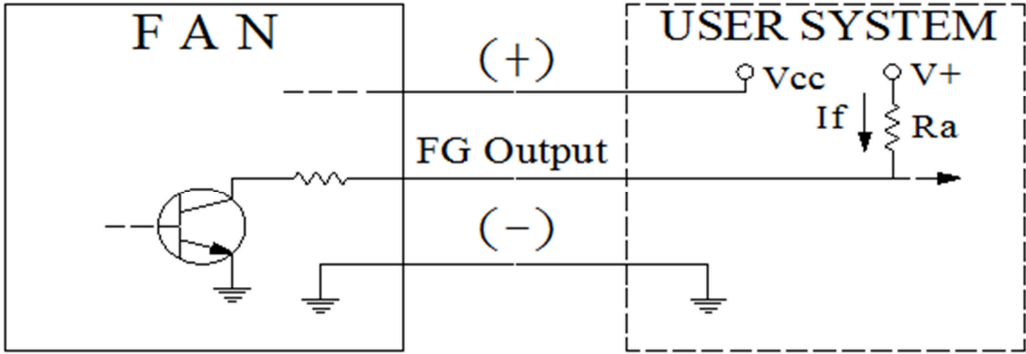 F A N
USER SYSTEM
(+)
Vcc
V+
If
Ra
FG Output
(-)